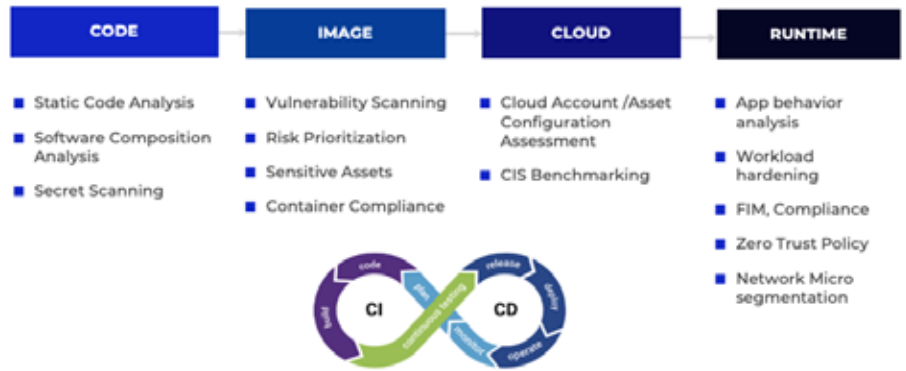 CODE
IMAGE
CLOUD
RUNTIME
Static Code Analysis
Software Composition
Analysis
Secret Scanning
Vulnerability Scanning
Risk Prioritization
Sensitive Assets
Container Compliance
Cloud Account /Asset
Configuration
Assessment
CIS Benchmarking
App behavior
analysis
Workload
hardening
FIM, Compliance
Zero Trust Policy
Network Micro
segmentation
code
build
CI
plan
continuous testing
release
deploy
CD
operate
monitor